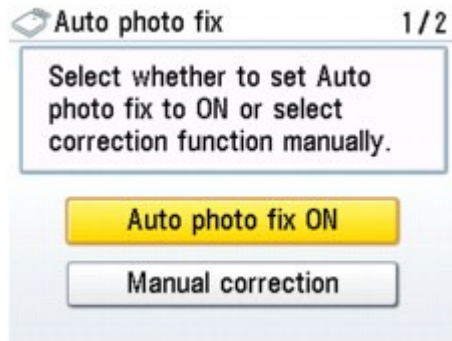 Auto photo fix 1/2
Select whether to set Auto
photo fix to ON or select
correction function manually.
Auto photo fix ON
Manual correction